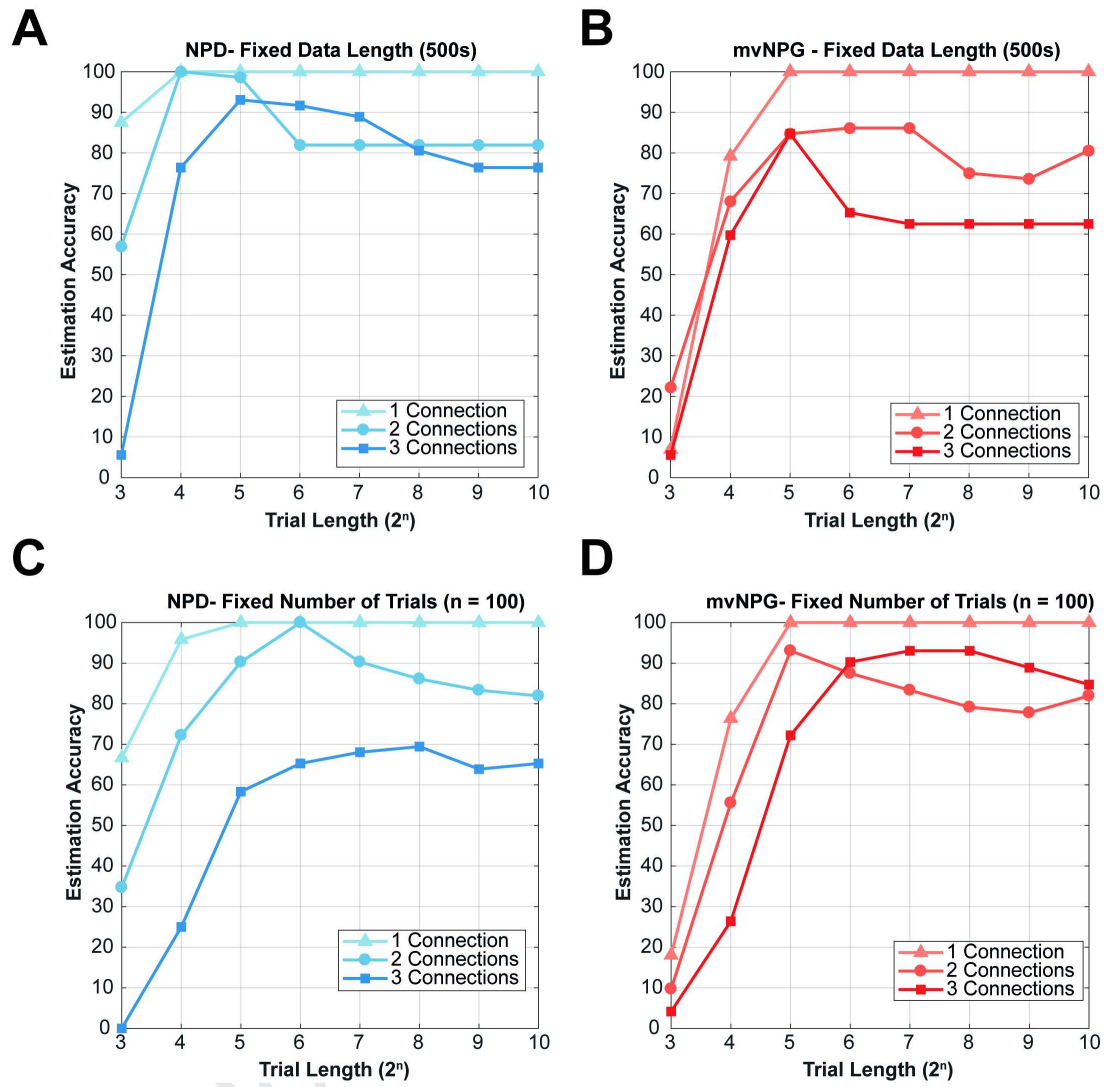 A
NPD- Fixed Data Length (500s)
Estimation Accuracy
100
90
80
70
60
50
40
30
20
10
0
3 4 5 6 7 8 9 10
Trial Length (2ⁿ)
1 Connection
2 Connections
3 Connections
B
mvNPG - Fixed Data Length (500s)
Estimation Accuracy
100
90
80
70
60
50
40
30
20
10
0
3 4 5 6 7 8 9 10
Trial Length (2ⁿ)
1 Connection
2 Connections
3 Connections
C
NPD- Fixed Number of Trials (n = 100)
Estimation Accuracy
100
90
80
70
60
50
40
30
20
10
0
3 4 5 6 7 8 9 10
Trial Length (2ⁿ)
1 Connection
2 Connections
3 Connections
D
mvNPG- Fixed Number of Trials (n = 100)
Estimation Accuracy
100
90
80
70
60
50
40
30
20
10
0
3 4 5 6 7 8 9 10
Trial Length (2ⁿ)
1 Connection
2 Connections
3 Connections